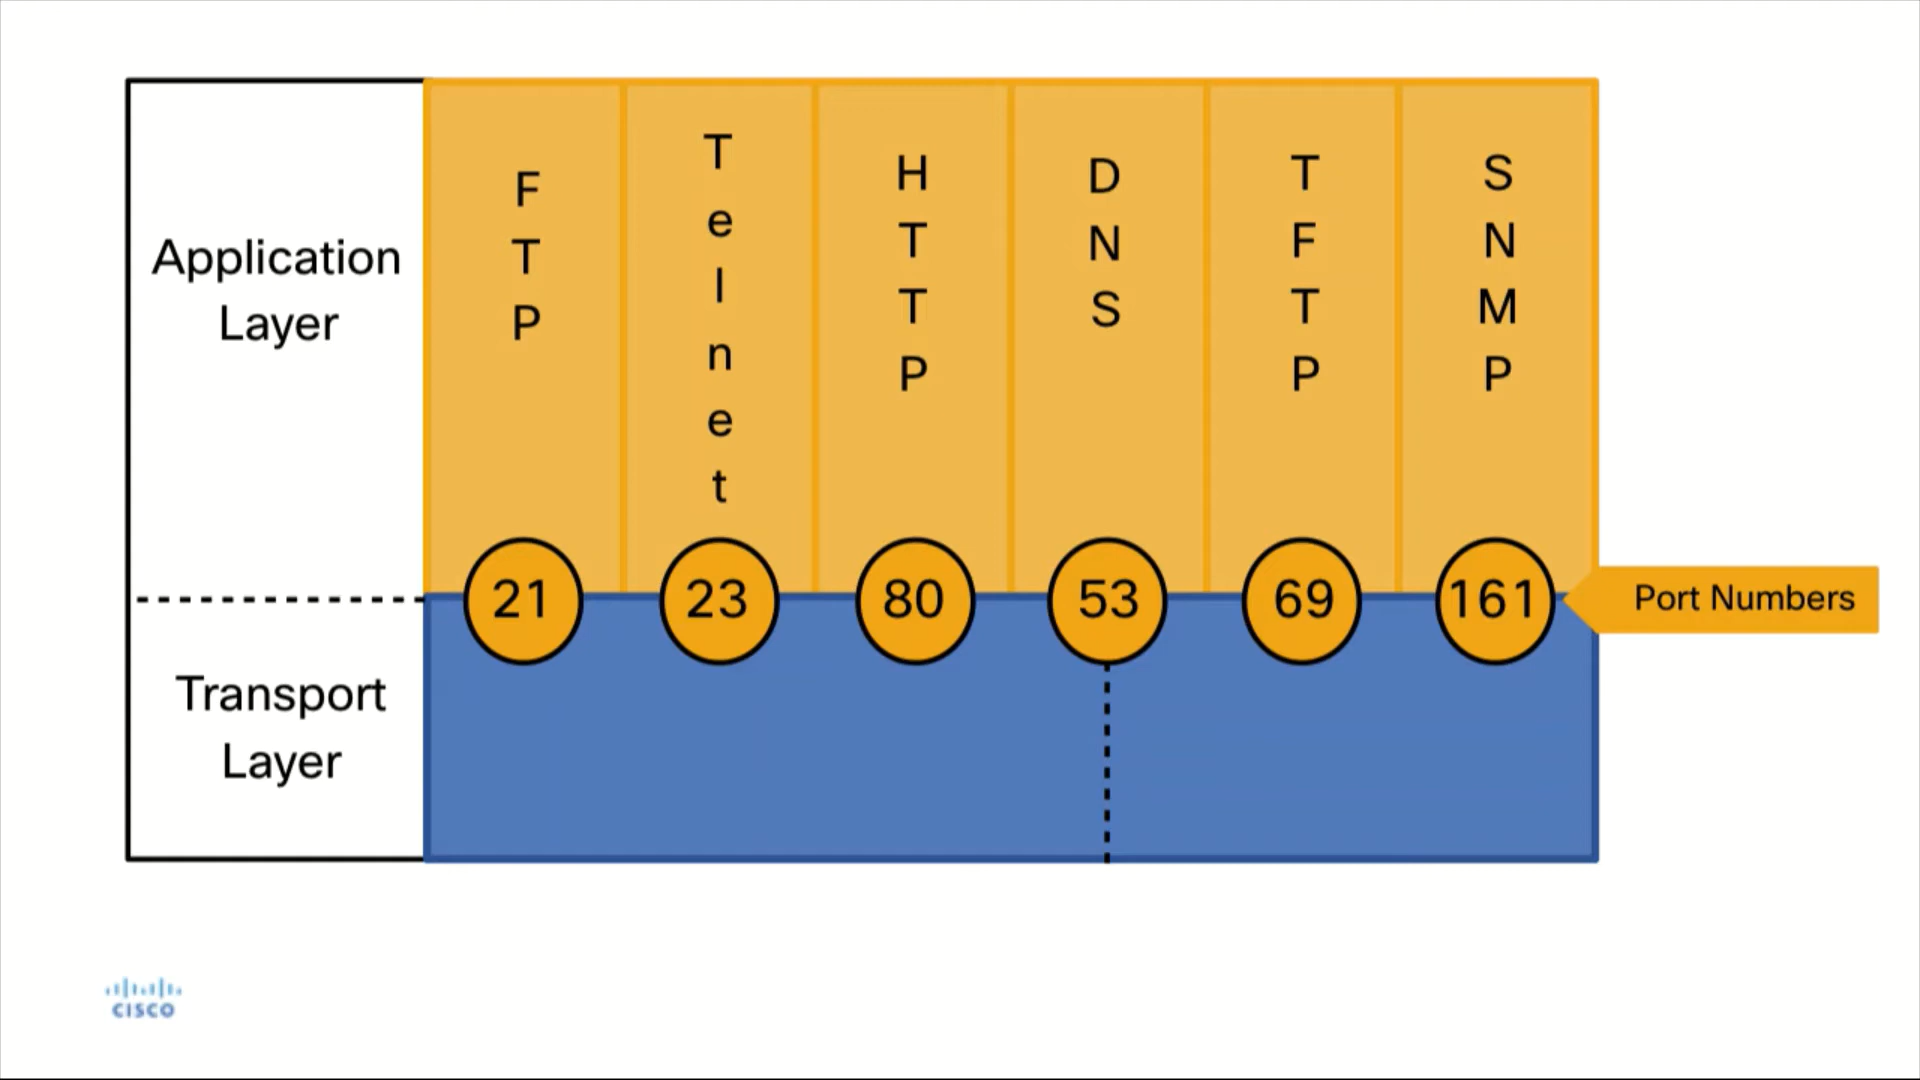 Application
Layer
FTP
Telnet
HTTP
DNS
TFTP
SNMP
21
23
80
53
69
161
Port Numbers
Transport
Layer
CISCO